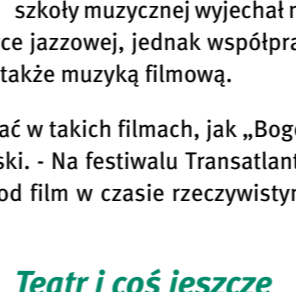 szkoły muzycznej wyjechał
ce jazzowej, jednak współpra
także muzyką filmową.
ać w takich filmach, jak „Bog
ski. - Na festiwalu Transatlant
od film w czasie rzeczywistym
Teatr i coś jeszcze